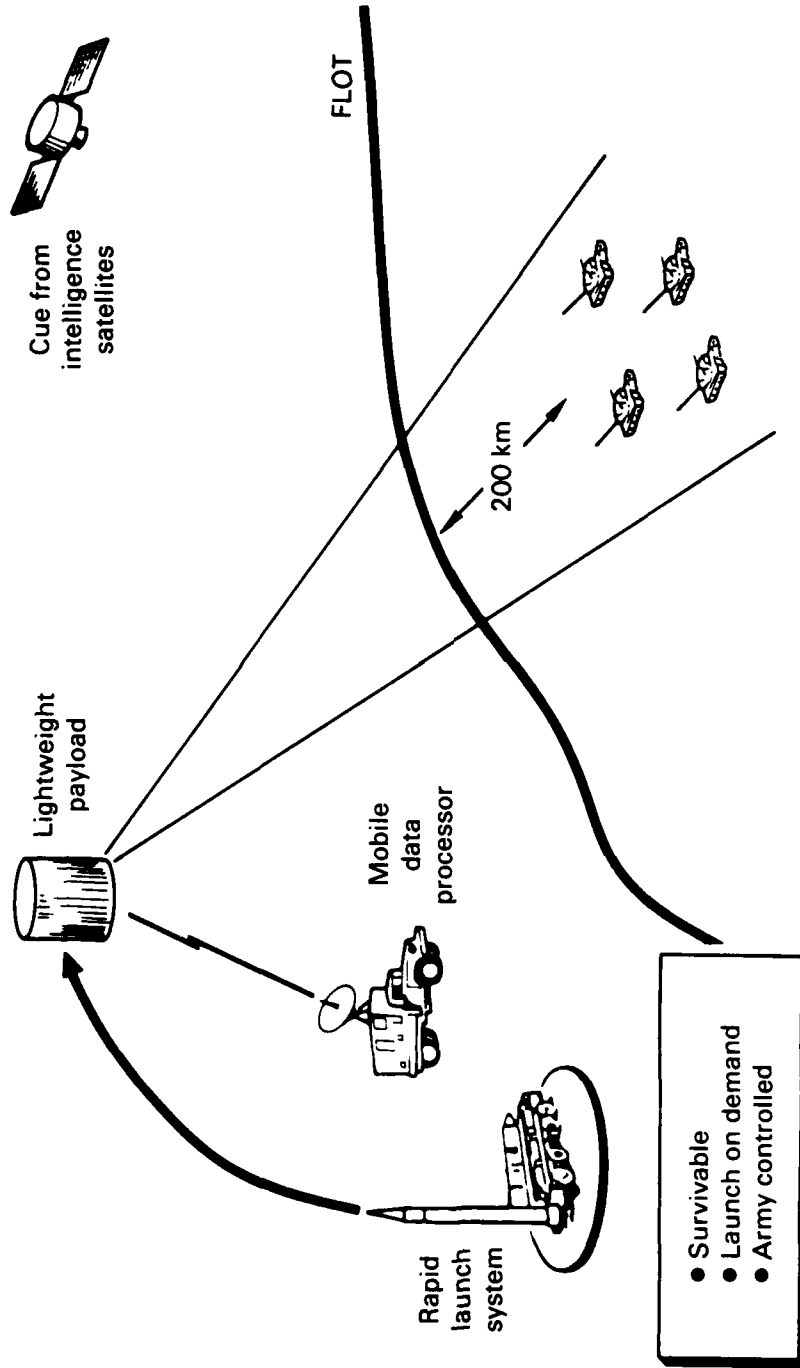 Cue from
intelligence
satellites
Lightweight
payload
FLOT
Mobile
data
processor
200 km
Rapid
launch
system
● Survivable
● Launch on demand
● Army controlled